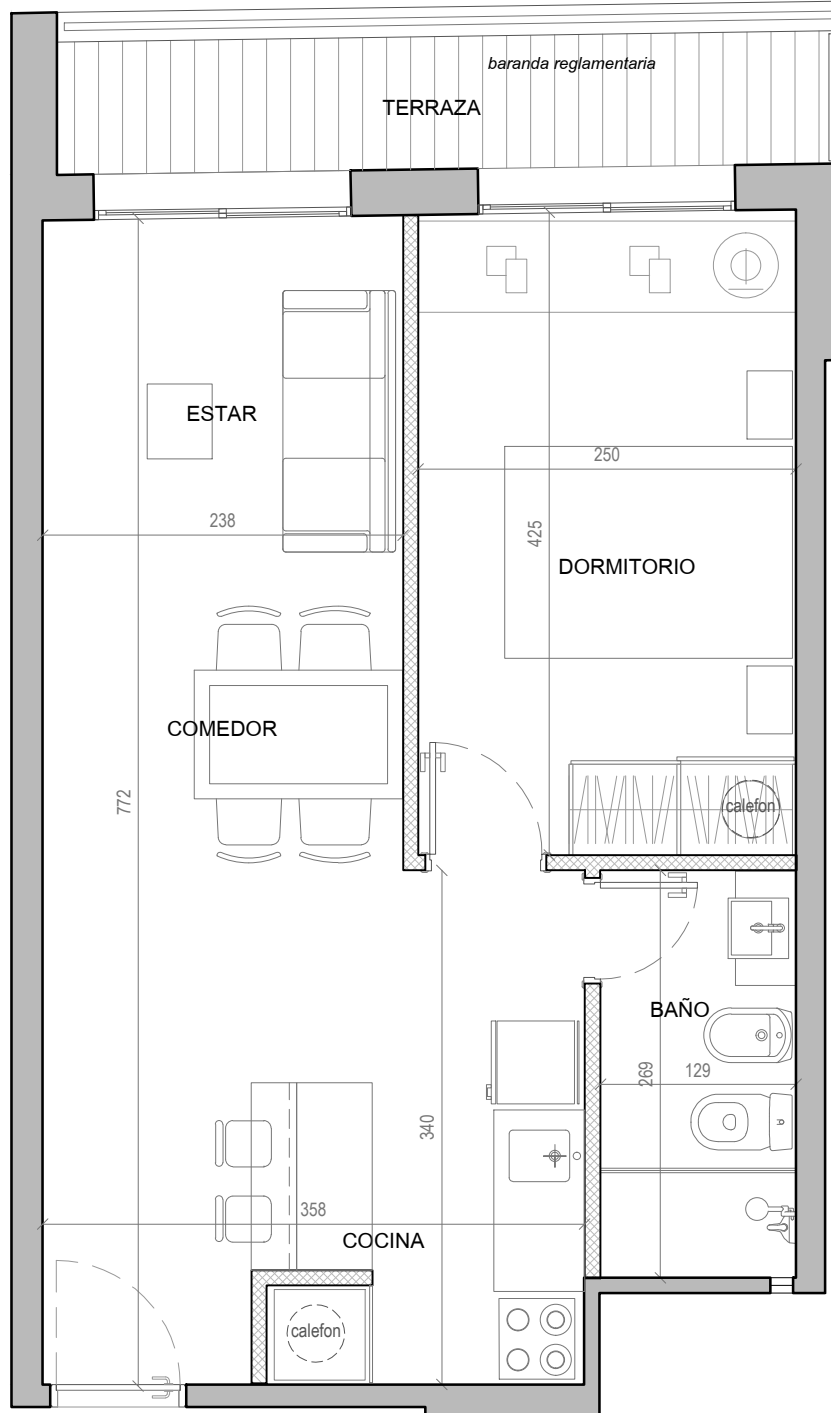 baranda reglamentaria
TERRAZA
ESTAR
250
238
425
DORMITORIO
COMEDOR
772
calefon
BAÑO
269
129
340
358
COCINA
calefon